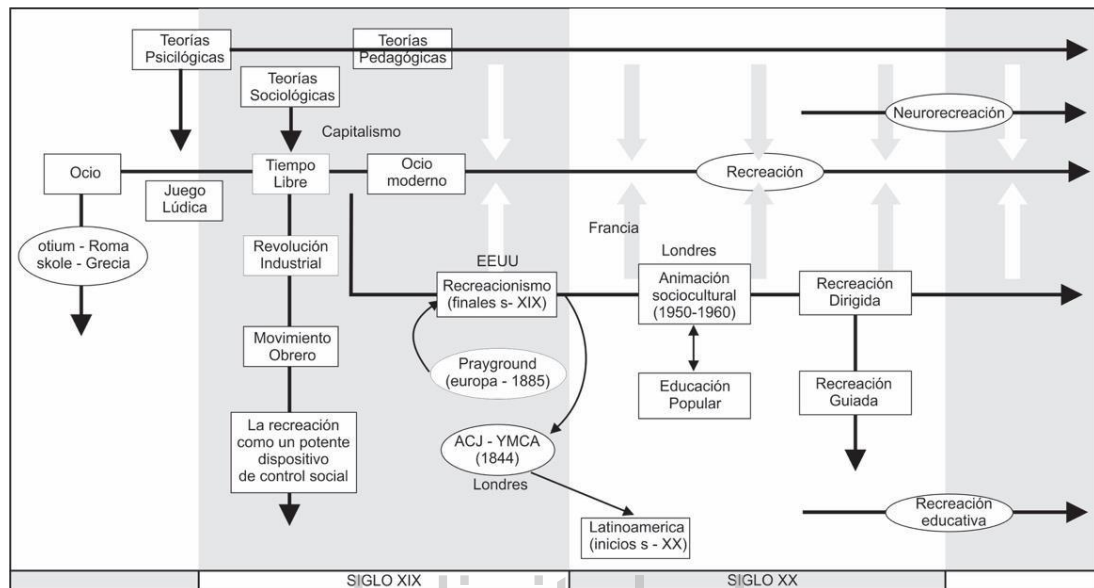 Teorías
Psicilógicas
Teorías
Pedagógicas
Teorías
Sociológicas
Capitalismo
Neurorecreación
Ocio
Juego
Lúdica
Tiempo
Libre
Ocio
moderno
Recreación
otium - Roma
skole - Grecia
Revolución
Industrial
Francia
EEUU
Recreacionismo
(finales s- XIX)
Londres
Animación
sociocultural
(1950-1960)
Recreación
Dirigida
Movimiento
Obrero
Prayground
(europa - 1885)
Educación
Popular
Recreación
Guiada
La recreación
como un potente
dispositivo
de control social
ACJ - YMCA
(1844)
Londres
Latinoamerica
(inicios s - XX)
Recreación
educativa
SIGLO XIX
SIGLO XX